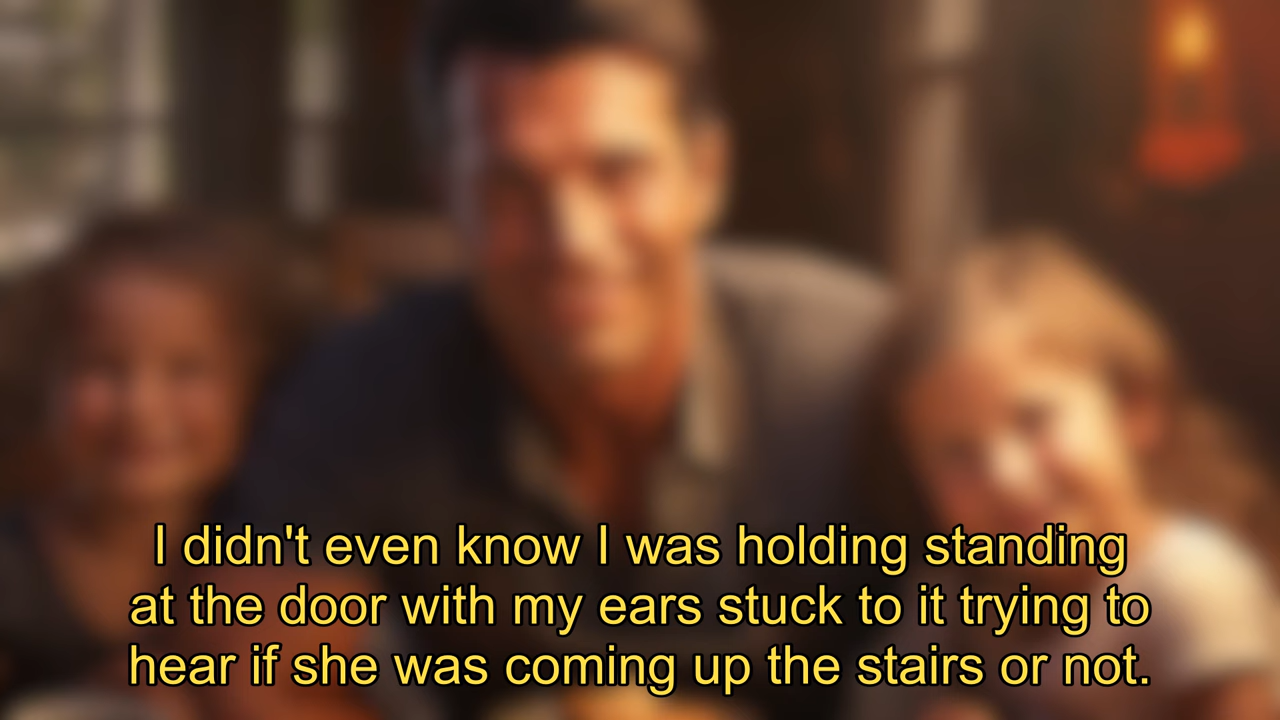 I didn't even know I was holding standing
at the door with my ears stuck to it trying to
hear if she was coming up the stairs or not.